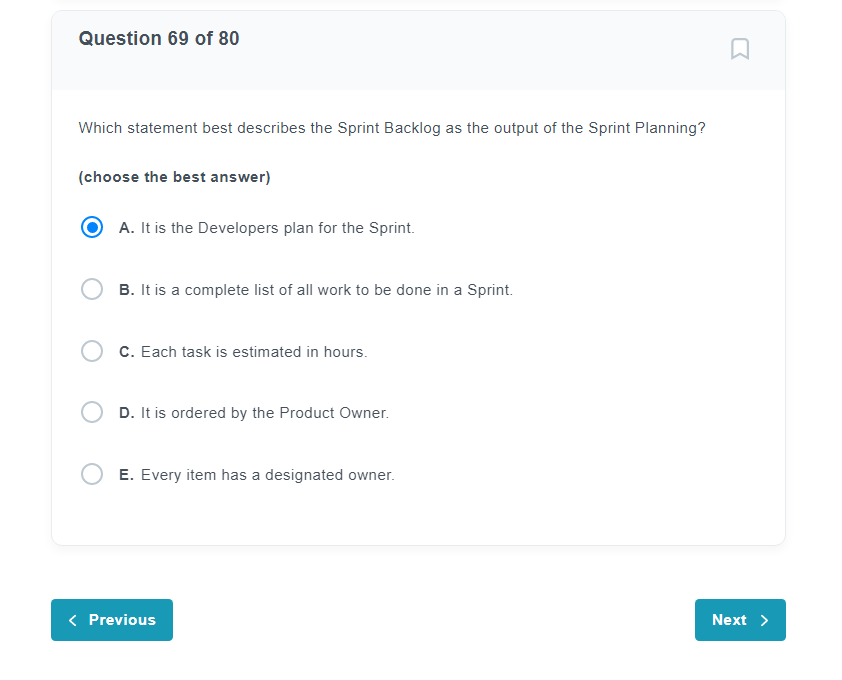 Question 69 of 80
Which statement best describes the Sprint Backlog as the output of the Sprint Planning?
(choose the best answer)
A. It is the Developers plan for the Sprint.
B. It is a complete list of all work to be done in a Sprint.
C. Each task is estimated in hours.
D. It is ordered by the Product Owner.
E. Every item has a designated owner.
Previous
Next